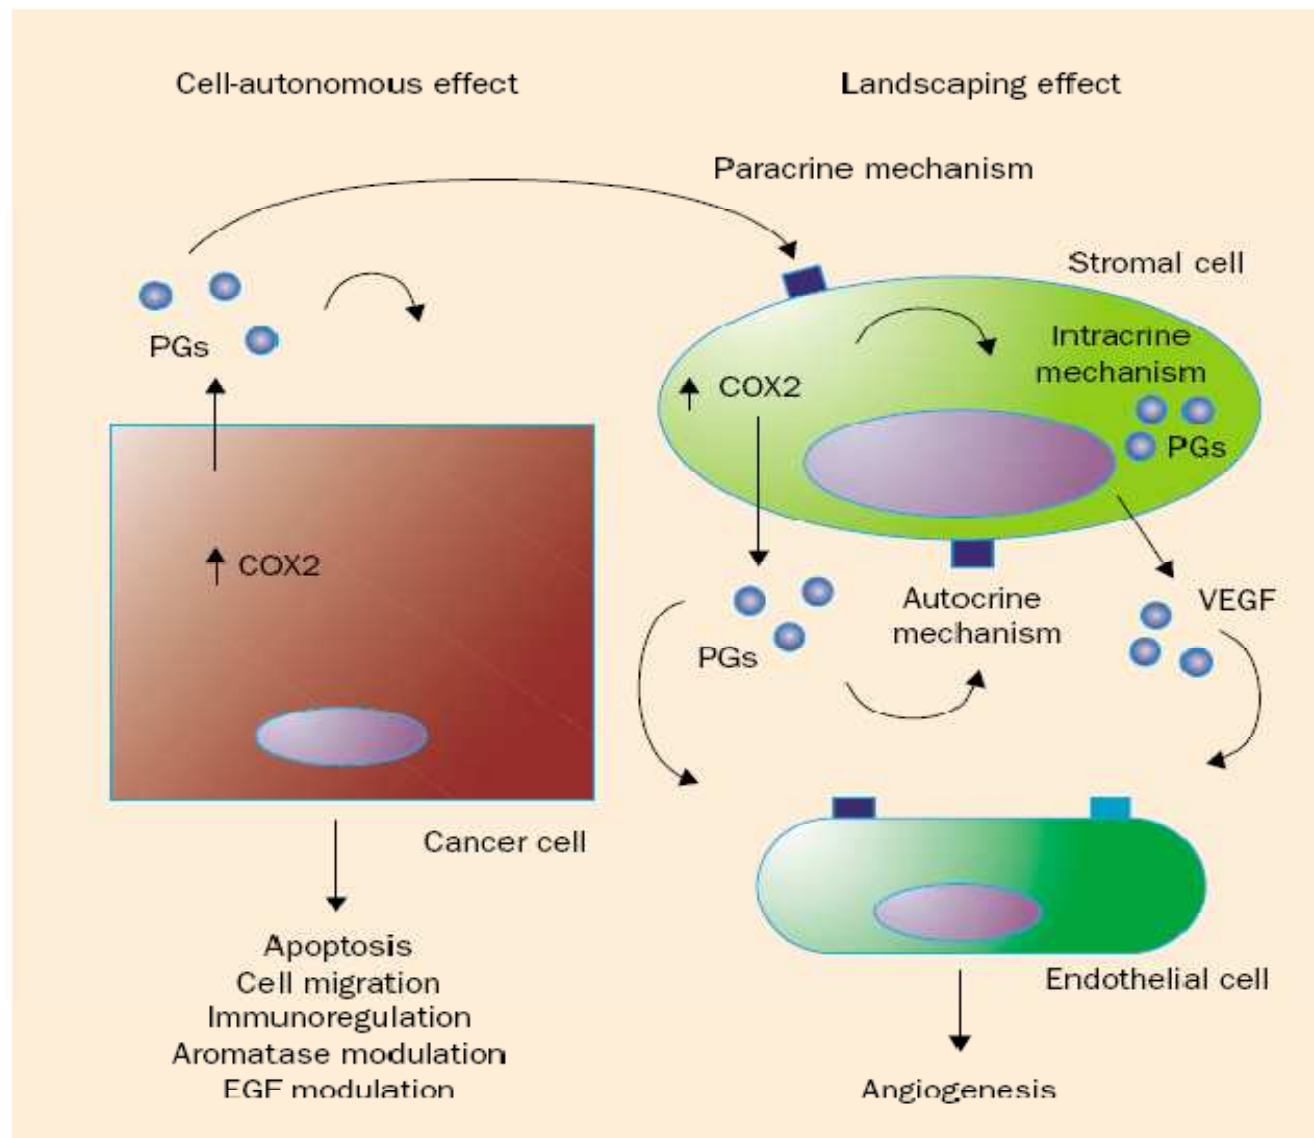 Cell-autonomous effect
Landscaping effect
Paracrine mechanism
Stromal cell
PGs
Intracrine
mechanism
COX2
PGs
COX2
Autocrine
mechanism
VEGF
PGs
Cancer cell
Endothelial cell
Apoptosis
Cell migration
Immunoregulation
Aromatase modulation
EGF modulation
Angiogenesis